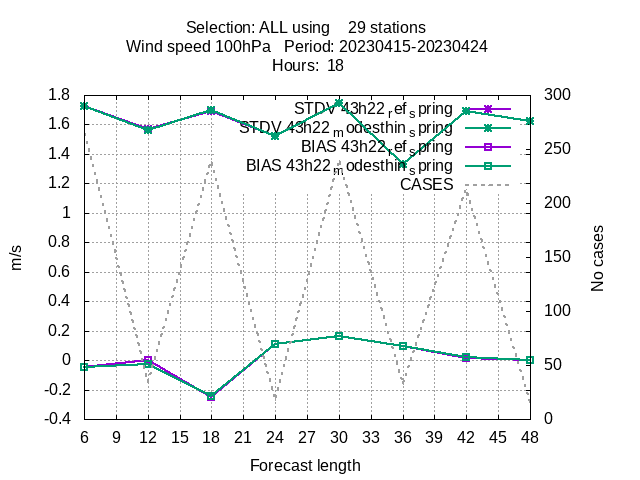 Selection: ALL using 29 stations
Wind speed 100hPa Period: 20230415-20230424
Hours: 18
STDV 43h22_ref_spring
STDV 43h22_modesthin_spring
BIAS 43h22_ref_spring
BIAS 43h22_modesthin_spring
CASES
1.8
1.6
1.4
1.2
1
0.8
0.6
0.4
0.2
0
-0.2
-0.4
m/s
300
250
200
150
100
50
0
No cases
6 9 12 15 18 21 24 27 30 33 36 39 42 45 48
Forecast length